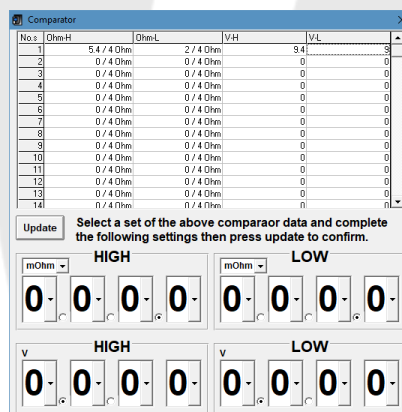 Comparator
No.s Ohm-H Ohm-L V-H V-L
1 5.4 / 4 Ohm 2 / 4 Ohm 9.4 9
2 0 / 4 Ohm 0 / 4 Ohm 0 0
3 0 / 4 Ohm 0 / 4 Ohm 0 0
4 0 / 4 Ohm 0 / 4 Ohm 0 0
5 0 / 4 Ohm 0 / 4 Ohm 0 0
6 0 / 4 Ohm 0 / 4 Ohm 0 0
7 0 / 4 Ohm 0 / 4 Ohm 0 0
8 0 / 4 Ohm 0 / 4 Ohm 0 0
9 0 / 4 Ohm 0 / 4 Ohm 0 0
10 0 / 4 Ohm 0 / 4 Ohm 0 0
11 0 / 4 Ohm 0 / 4 Ohm 0 0
12 0 / 4 Ohm 0 / 4 Ohm 0 0
13 0 / 4 Ohm 0 / 4 Ohm 0 0
14 0 / 4 Ohm 0 / 4 Ohm 0 0
Update Select a set of the above comparaor data and complete
the following settings then press update to confirm.
mOhm HIGH mOhm LOW
0 0 0 0 0 0 0 0
V HIGH V LOW
0 0 0 0 0 0 0 0